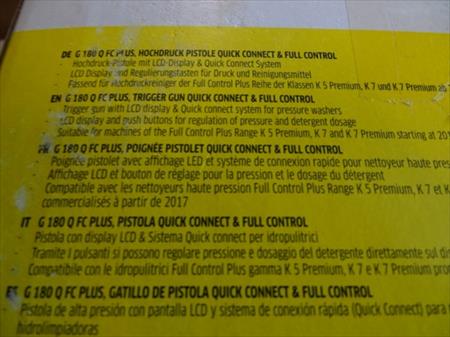 DE G 180 Q FC PLUS, HOCHDRUCK PISTOLE QUICK CONNECT & FULL CONTROL
- Hochdruck-Pistole mit LCD-Display & Quick Connect System
- LCD Display und Regulierungstasten für Druck und Reinigungsmittel
- Passend für Hochdruckreiniger der Full Control Plus Reihe der Klassen K 5 Premium, K 7 und K 7 Premium ab
EN G 180 Q FC PLUS, TRIGGER GUN QUICK CONNECT & FULL CONTROL
- Trigger gun with LCD display & Quick connect system for pressure washers
- LCD display and push buttons for regulation of pressure and detergent dosage
- Suitable for machines of the Full Control Plus Range K 5 Premium, K 7 and K 7 Premium starting at
FR G 180 Q FC PLUS, POIGNÉE PISTOLET QUICK CONNECT & FULL CONTROL
- Poignée pistolet avec affichage LED et système de connexion rapide pour nettoyeur haute
- Affichage LCD et bouton de réglage pour la pression et le dosage du détergent
- Compatible avec les nettoyeurs haute pression Full Control Plus Range K 5 Premium, K 7 et
commercialisés à partir de 2017
IT G 180 Q FC PLUS, PISTOLA QUICK CONNECT & FULL CONTROL
- Pistola con display LCD & Sistema Quick connect per idropulitrici
- Tramite i pulsanti si possono regolare pressione e dosaggio del detergente direttamente
- Compatibile con le idropulitrici Full Control Plus gamma K 5 Premium, K 7 e K 7 Premium
ES G 180 Q FC PLUS, GATILLO DE PISTOLA QUICK CONNECT & FULL CONTROL
Pistola de alta presión con pantalla LCD y sistema de conexión rápida (Quick Connect) para
hidrolimpiadoras